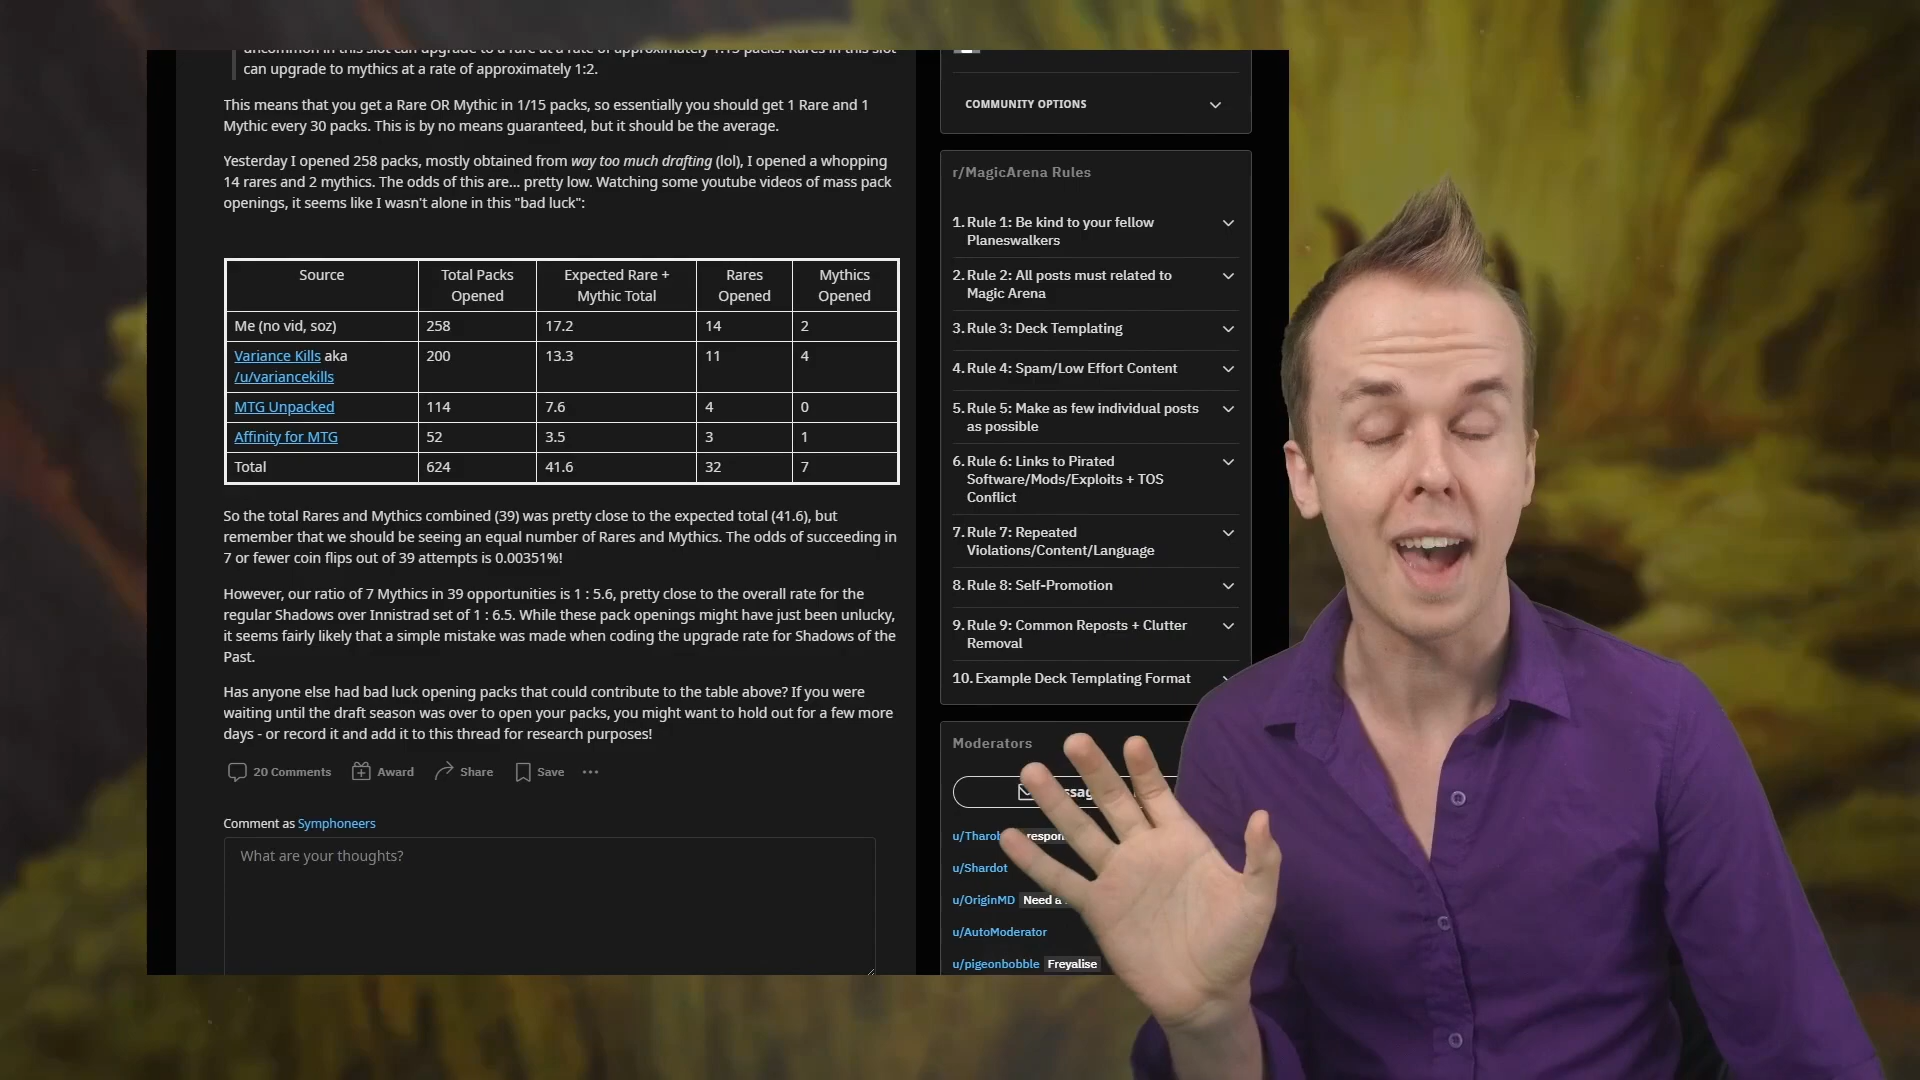 can upgrade to mythics at a rate of approximately 1:2.
This means that you get a Rare OR Mythic in 1/15 packs, so essentially you should get 1 Rare and 1
Mythic every 30 packs. This is by no means guaranteed, but it should be the average.
Yesterday I opened 258 packs, mostly obtained from way too much drafting (lol), I opened a whopping
14 rares and 2 mythics. The odds of this are... pretty low. Watching some youtube videos of mass pack
openings, it seems like I wasn't alone in this "bad luck":
Source Total Packs Opened Expected Rare + Mythic Total Rares Opened Mythics Opened
Me (no vid, soz) 258 17.2 14 2
Variance Kills aka /u/variancekills 200 13.3 11 4
MTG Unpacked 114 7.6 4 0
Affinity for MTG 52 3.5 3 1
Total 624 41.6 32 7
So the total Rares and Mythics combined (39) was pretty close to the expected total (41.6), but
remember that we should be seeing an equal number of Rares and Mythics. The odds of succeeding in
7 or fewer coin flips out of 39 attempts is 0.00351%!
However, our ratio of 7 Mythics in 39 opportunities is 1 : 5.6, pretty close to the overall rate for the
regular Shadows over Innistrad set of 1 : 6.5. While these pack openings might have just been unlucky,
it seems fairly likely that a simple mistake was made when coding the upgrade rate for Shadows of the
Past.
Has anyone else had bad luck opening packs that could contribute to the table above? If you were
waiting until the draft season was over to open your packs, you might want to hold out for a few more
days - or record it and add it to this thread for research purposes!
20 Comments Award Share Save
Comment as Symphoneers
What are your thoughts?
COMMUNITY OPTIONS
r/MagicArena Rules
1. Rule 1: Be kind to your fellow
Planeswalkers
2. Rule 2: All posts must related to
Magic Arena
3. Rule 3: Deck Templating
4. Rule 4: Spam/Low Effort Content
5. Rule 5: Make as few individual posts
as possible
6. Rule 6: Links to Pirated
Software/Mods/Exploits + TOS
Conflict
7. Rule 7: Repeated
Violations/Content/Language
8. Rule 8: Self-Promotion
9. Rule 9: Common Reposts + Clutter
Removal
10. Example Deck Templating Format
Moderators
u/Shardot
u/OriginMD Need a
u/AutoModerator
u/pigeonbobble Freyalise